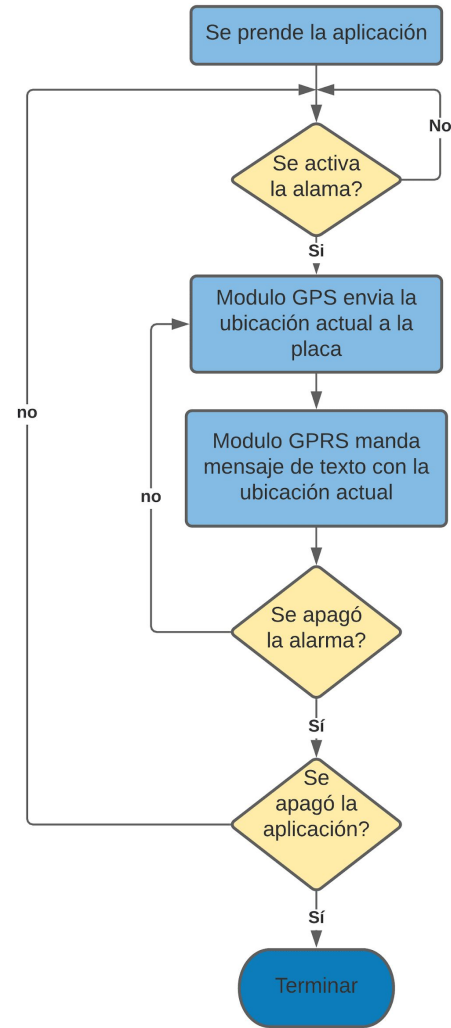 Se prende la aplicación
No
Se activa
la alama?
Si
Modulo GPS envia la
ubicación actual a la
placa
no
Modulo GPRS manda
mensaje de texto con la
ubicación actual
no
Se apagó
la alarma?
Sí
Se
apagó la
aplicación?
Sí
Terminar